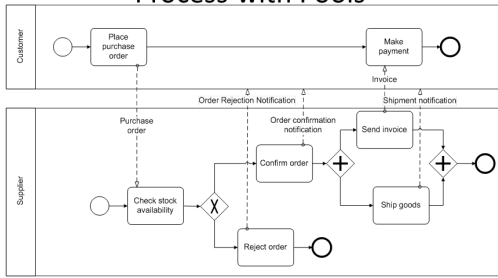 Process with Pools
Customer
Place
purchase
order
Make
payment
Invoice
Order Rejection Notification
Shipment notification
Purchase
order
Order confirmation
notification
Send invoice
Supplier
Confirm order
Check stock
availability
X
Ship goods
Reject order